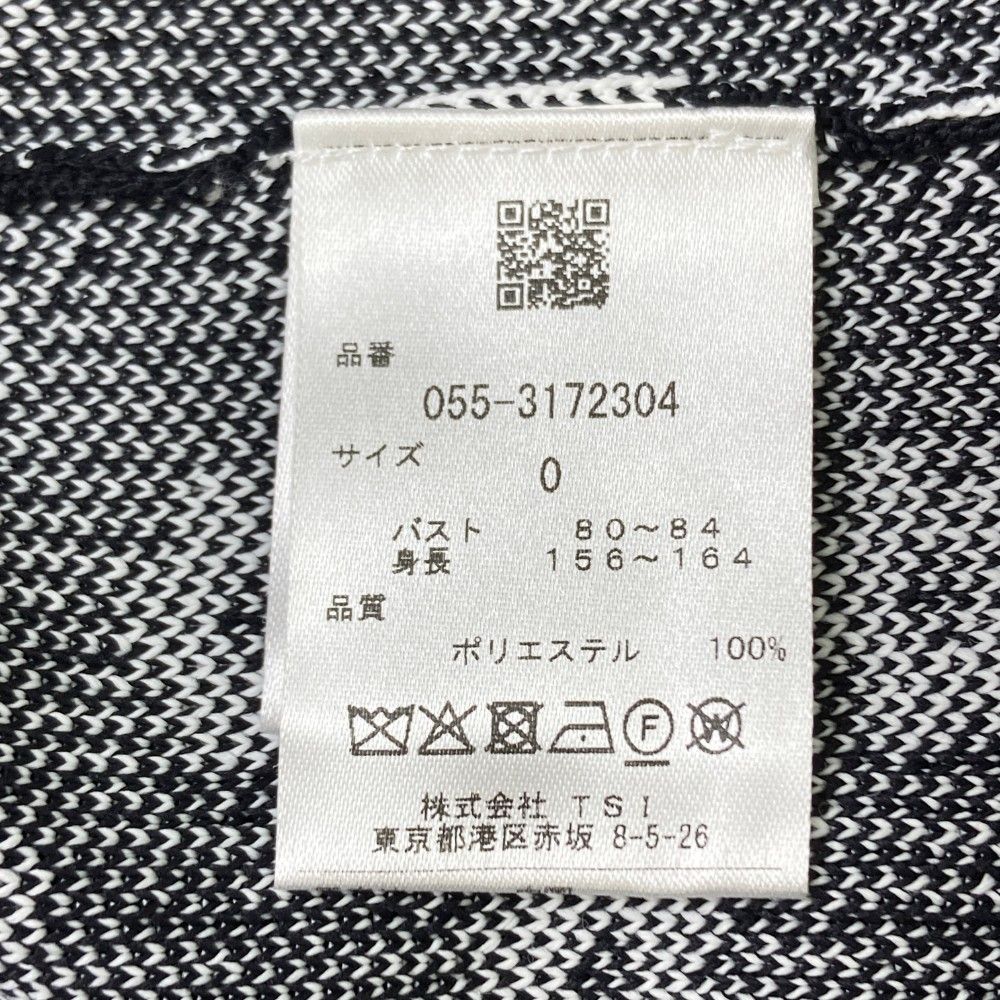 品番
055-3172304
サイズ
0
バスト 80～84
身長 156～164
品質
ポリエステル 100%
F
W
株式会社 TSI
東京都港区赤坂 8-5-26